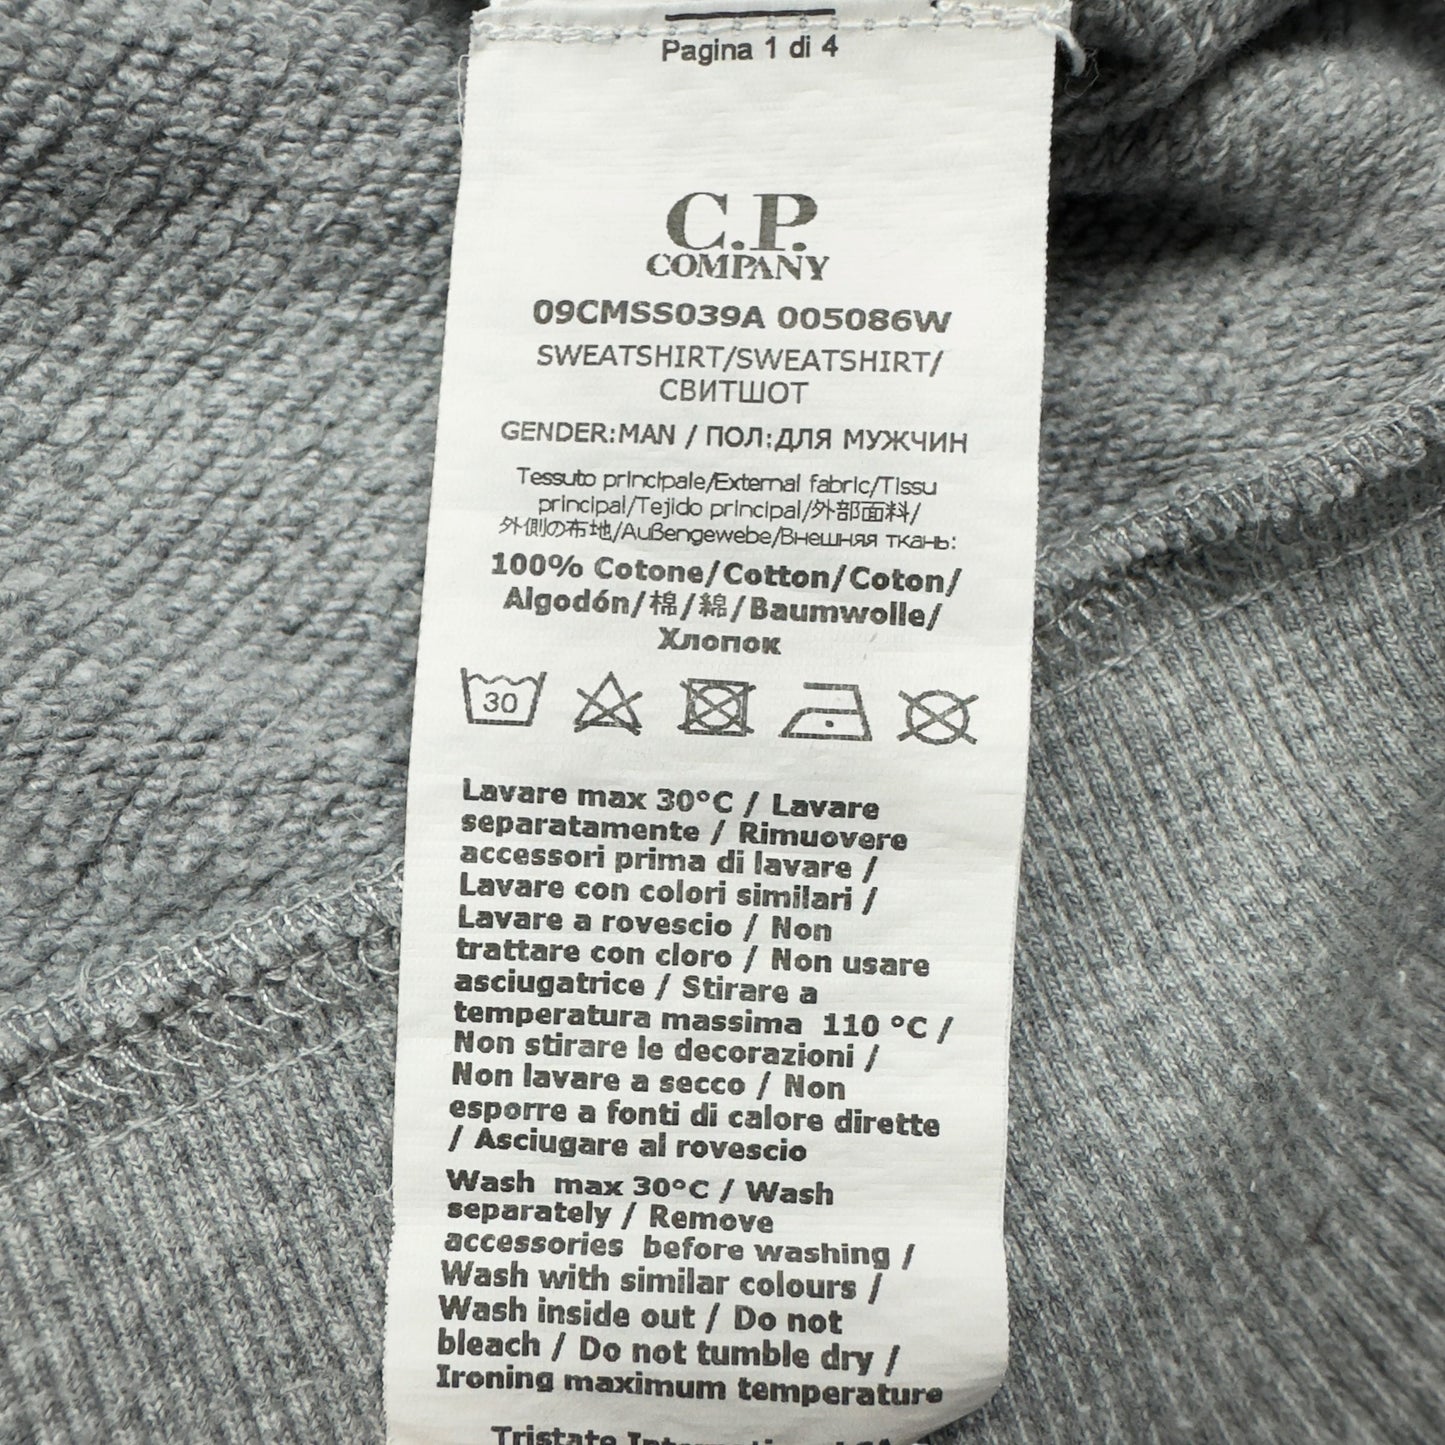 Pagina 1 di 4
C.P.
COMPANY
09CMSS039A 005086W
SWEATSHIRT/SWEATSHIRT/
СВИТШОТ
GENDER:MAN / ПОЛ:ДЛЯ МУЖЧИН
Tessuto principale/External fabric/Tissu
principal/Tejido principal/外部面料/
外側の布地/Außengewebe/Внешняя ткань:
100% Cotone/Cotton/Coton/
Algodón/棉/綿/Baumwolle/
Хлопок
30
Lavare max 30°C / Lavare
separatamente / Rimuovere
accessori prima di lavare /
Lavare con colori similari /
Lavare a rovescio / Non
trattare con cloro / Non usare
asciugatrice / Stirare a
temperatura massima 110 °C /
Non stirare le decorazioni /
Non lavare a secco / Non
esporre a fonti di calore dirette
/ Asciugare al rovescio
Wash max 30°C / Wash
separately / Remove
accessories before washing /
Wash with similar colours /
Wash inside out / Do not
bleach / Do not tumble dry /
Ironing maximum temperature
Tristate